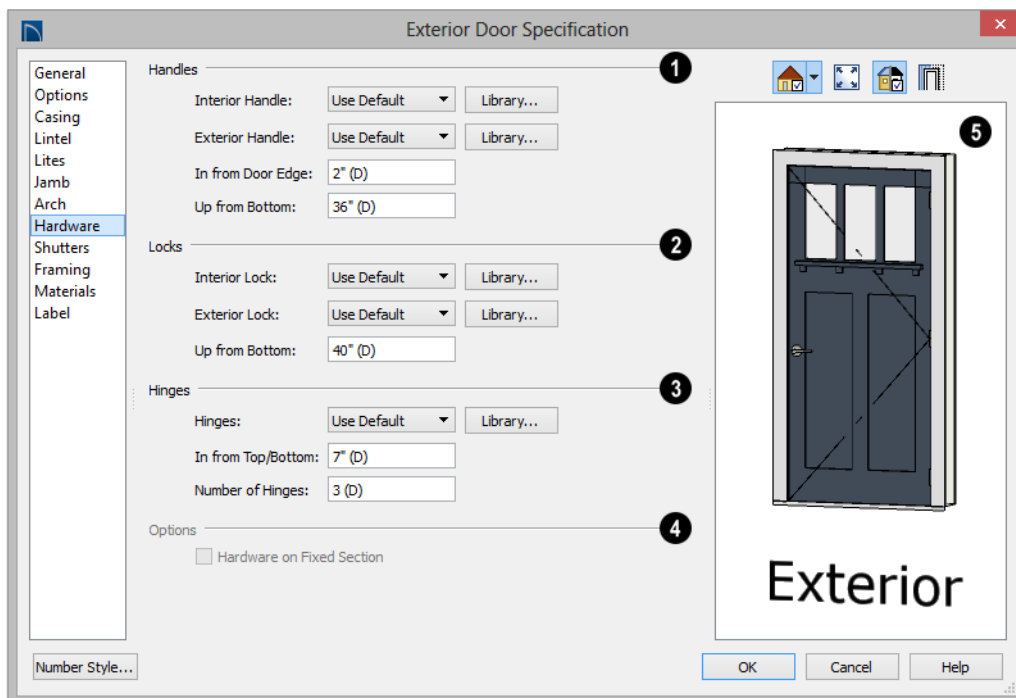 Exterior Door Specification
General
Options
Casing
Lintel
Lites
Jamb
Arch
Hardware
Shutters
Framing
Materials
Label
Handles 1
Interior Handle: Use Default Library...
Exterior Handle: Use Default Library...
In from Door Edge: 2" (D)
Up from Bottom: 36" (D)
Locks 2
Interior Lock: Use Default Library...
Exterior Lock: Use Default Library...
Up from Bottom: 40" (D)
Hinges 3
Hinges: Use Default Library...
In from Top/Bottom: 7" (D)
Number of Hinges: 3 (D)
Options 4
Hardware on Fixed Section
5
Exterior
Number Style... OK Cancel Help